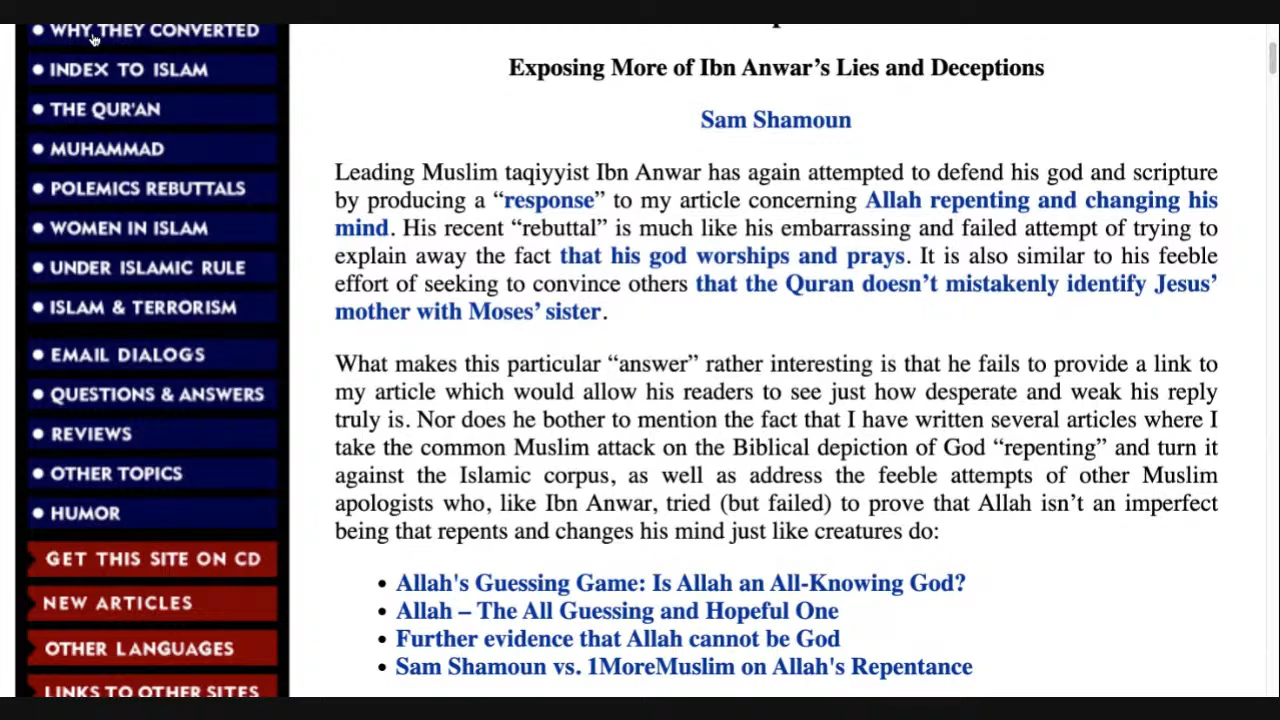 WHY THEY CONVERTED
INDEX TO ISLAM
THE QUR'AN
MUHAMMAD
POLEMICS REBUTTALS
WOMEN IN ISLAM
UNDER ISLAMIC RULE
ISLAM & TERRORISM
EMAIL DIALOGS
QUESTIONS & ANSWERS
REVIEWS
OTHER TOPICS
HUMOR
GET THIS SITE ON CD
NEW ARTICLES
OTHER LANGUAGES
LINKS TO OTHER SITES
Exposing More of Ibn Anwar’s Lies and Deceptions
Sam Shamoun
Leading Muslim taqiyyist Ibn Anwar has again attempted to defend his god and scripture
by producing a “response” to my article concerning Allah repenting and changing his
mind. His recent “rebuttal” is much like his embarrassing and failed attempt of trying to
explain away the fact that his god worships and prays. It is also similar to his feeble
effort of seeking to convince others that the Quran doesn’t mistakenly identify Jesus’
mother with Moses’ sister.
What makes this particular “answer” rather interesting is that he fails to provide a link to
my article which would allow his readers to see just how desperate and weak his reply
truly is. Nor does he bother to mention the fact that I have written several articles where I
take the common Muslim attack on the Biblical depiction of God “repenting” and turn it
against the Islamic corpus, as well as address the feeble attempts of other Muslim
apologists who, like Ibn Anwar, tried (but failed) to prove that Allah isn’t an imperfect
being that repents and changes his mind just like creatures do:
• Allah's Guessing Game: Is Allah an All-Knowing God?
• Allah – The All Guessing and Hopeful One
• Further evidence that Allah cannot be God
• Sam Shamoun vs. 1MoreMuslim on Allah's Repentance